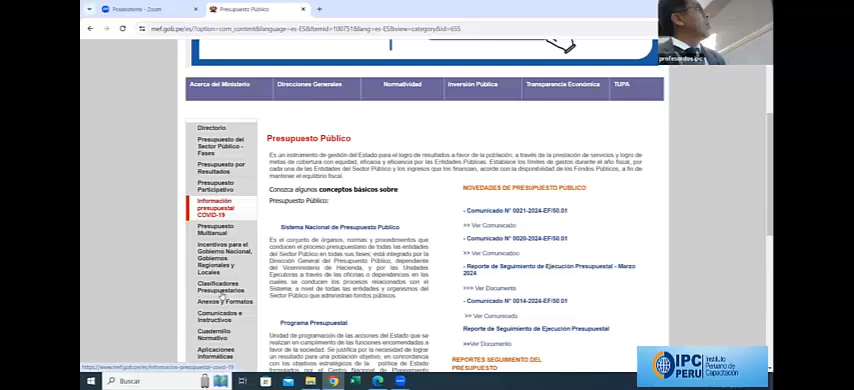 Posasistente - Zoom
Presupuesto Público
mef.gob.pe/es/?option=com_content&language=es-ES&Itemid=100751&lang=es-ES&view=category&id=655
profesordos ipc
Acerca del Ministerio
Direcciones Generales
Normatividad
Inversión Pública
Transparencia Económica
TUPA
Directorio
Presupuesto del
Sector Público -
Fases
Presupuesto por
Resultados
Presupuesto
Participativo
Información
presupuestal
COVID-19
Presupuesto
Multianual
Incentivos para el
Gobierno Nacional,
Gobiernos
Regionales y
Locales
Clasificadores
Presupuestarios
Anexos y Formatos
Comunicados e
Instructivos
Cuadernillo
Normativo
Aplicaciones
Informáticas
Presupuesto Público
Es un instrumento de gestión del Estado para el logro de resultados a favor de la población, a través de la prestación de servicios y logro de
metas de cobertura con equidad, eficacia y eficiencia por las Entidades Públicas. Establece los límites de gastos durante el año fiscal, por
cada una de las Entidades del Sector Público y los ingresos que los financian, acorde con la disponibilidad de los Fondos Públicos, a fin de
mantener el equilibrio fiscal.
Conozca algunos conceptos básicos sobre
Presupuesto Público:
Sistema Nacional de Presupuesto Público
Es el conjunto de órganos, normas y procedimientos que
conducen el proceso presupuestario de todas las entidades
del Sector Público en todas sus fases, está integrado por la
Dirección General del Presupuesto Público, dependiente
del Viceministerio de Hacienda, y por las Unidades
Ejecutoras a través de las oficinas o dependencias en las
cuales se conducen los procesos relacionados con el
Sistema, a nivel de todas las entidades y organismos del
Sector Público que administran fondos públicos.
Programa Presupuestal
Unidad de programación de las acciones del Estado que se
realizan en cumplimiento de las funciones encomendadas
a favor de la sociedad. Se justifica por la necesidad de lograr
un resultado para una población objetivo, en concordancia
con los objetivos estratégicos de la política de Estado
formulados por el Centro Nacional de Planeamiento
NOVEDADES DE PRESUPUESTO PUBLICO
- Comunicado N° 0021-2024-EF/50.01
>> Ver Comunicado
- Comunicado N° 0020-2024-EF/50.01
>> Ver Comunicadoo
- Reporte de Seguimiento de Ejecución Presupuestal - Marzo
2024
>>> Ver Documento
- Comunicado N° 0014-2024-EF/50.01
>> Ver Comunicado
Reporte de Seguimiento de Ejecución Presupuestal
>>Ver Documento
REPORTES SEGUIMIENTO DEL
PRESUPUESTO
https://www.mef.gob.pe/es/informacion-presupuestal-covid-19
Buscar
IPC
PERU
Instituto
Peruano de
Capacitación